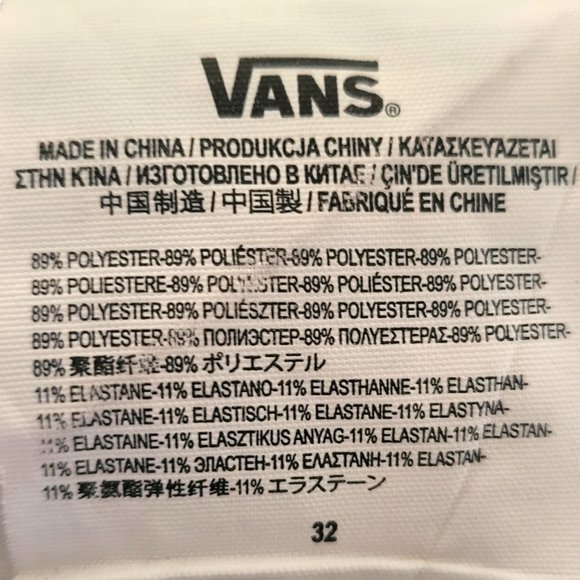 VANS®
MADE IN CHINA / PRODUKCJA CHINY / ΚΑΤΑΣΚΕΥΆΖΕΤΑΙ
ΣΤΗΝ ΚΊΝΑ / ИЗГОТОВЛЕНО В КИТАЕ / ÇİN'DE ÜRETILMIŞTIR /
中国制造 / 中国製 / FABRIQUÉ EN CHINE
89% POLYESTER-89% POLIÉSTER-89% POLYESTER-89% POLYESTER-
89% POLIESTERE-89% POLYESTER-89% POLIÉSTER-89% POLYESTER-
89% POLYESTER-89% POLIÉSZTER-89% POLYESTER-89% POLYESTER-
89% POLYESTER-89% ПОЛИЭСТЕР-89% ΠΟΛΥΕΣΤΕΡΑΣ-89% POLYESTER-
89% 聚酯纤维-89% ポリエステル
11% ELASTANE-11% ELASTANO-11% ELASTHANNE-11% ELASTHAN-
11% ELASTANE-11% ELASTISCH-11% ELASTANE-11% ELASTYNA-
11% ELASTAINE-11% ELASZTIKUS ANYAG-11% ELASTAN-11% ELASTAN-
11% ELASTANE-11% ЭЛАСТЕН-11% ΕΛΑΣΤΑΝΗ-11% ELASTAN-
11% 聚氨酯弹性纤维-11% エラステーン
32